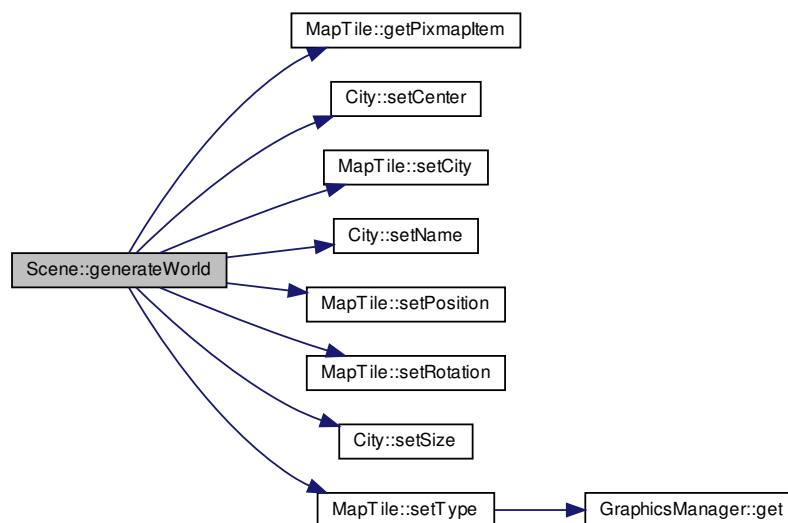 MapTile::getPixmapItem
City::setCenter
MapTile::setCity
City::setName
Scene::generateWorld
MapTile::setPosition
MapTile::setRotation
City::setSize
MapTile::setType
GraphicsManager::get